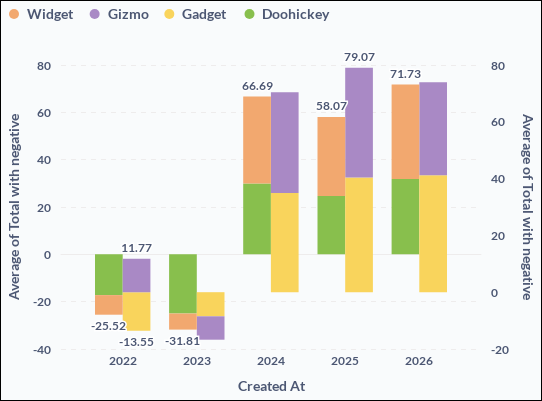 Widget Gizmo Gadget Doohickey
79.07
80 80
66.69 71.73
58.07
60 60
40 40
20 20
11.77
0 0
-20
-25.52 -13.55 -31.81
-40 -20
2022 2023 2024 2025 2026
Created At
Average of Total with negative
Average of Total with negative